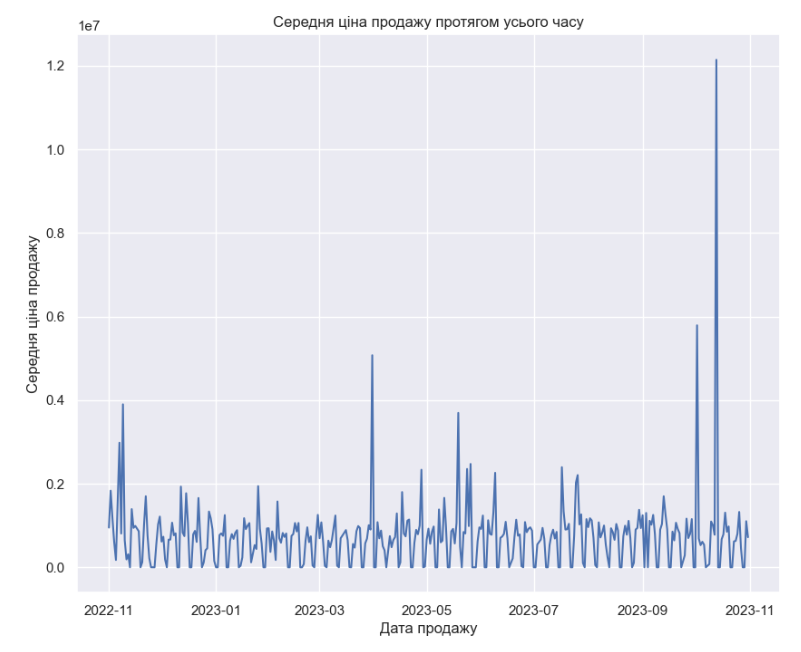 Середня ціна продажу протягом усього часу
1e7
1.2
1.0
0.8
0.6
0.4
0.2
0.0
Середня ціна продажу
2022-11 2023-01 2023-03 2023-05 2023-07 2023-09 2023-11
Дата продажу